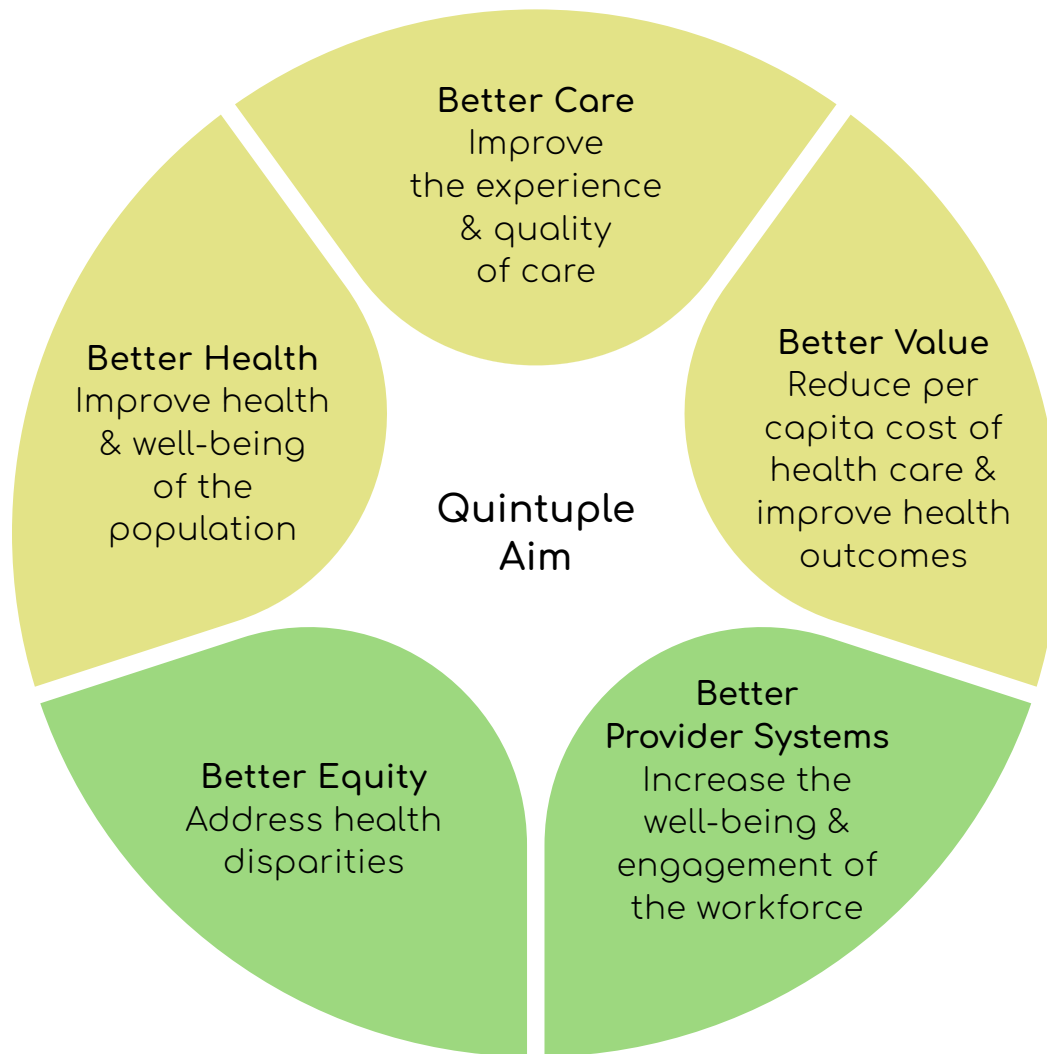 Better Care
Improve
the experience
& quality
of care
Better Health
Improve health
& well-being
of the
population
Better Value
Reduce per
capita cost of
health care &
improve health
outcomes
Quintuple
Aim
Better Equity
Address health
disparities
Better
Provider Systems
Increase the
well-being &
engagement of
the workforce